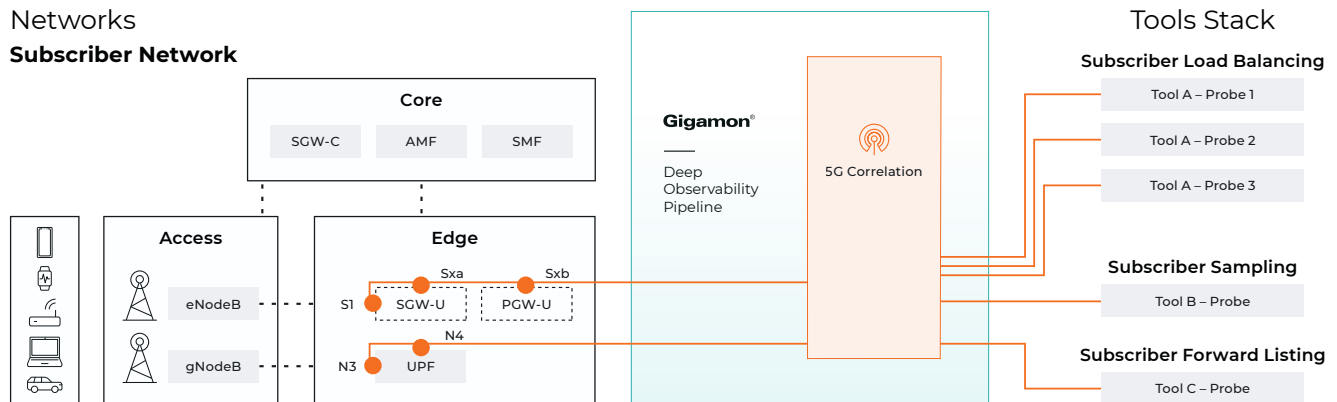 Networks
Subscriber Network
Core
SGW-C
AMF
SMF
Access
eNodeB
gNodeB
Edge
Sxa
Sxb
S1
SGW-U
PGW-U
N4
N3
UPF
Gigamon®
Deep
Observability
Pipeline
5G Correlation
Tools Stack
Subscriber Load Balancing
Tool A – Probe 1
Tool A – Probe 2
Tool A – Probe 3
Subscriber Sampling
Tool B – Probe
Subscriber Forward Listing
Tool C – Probe